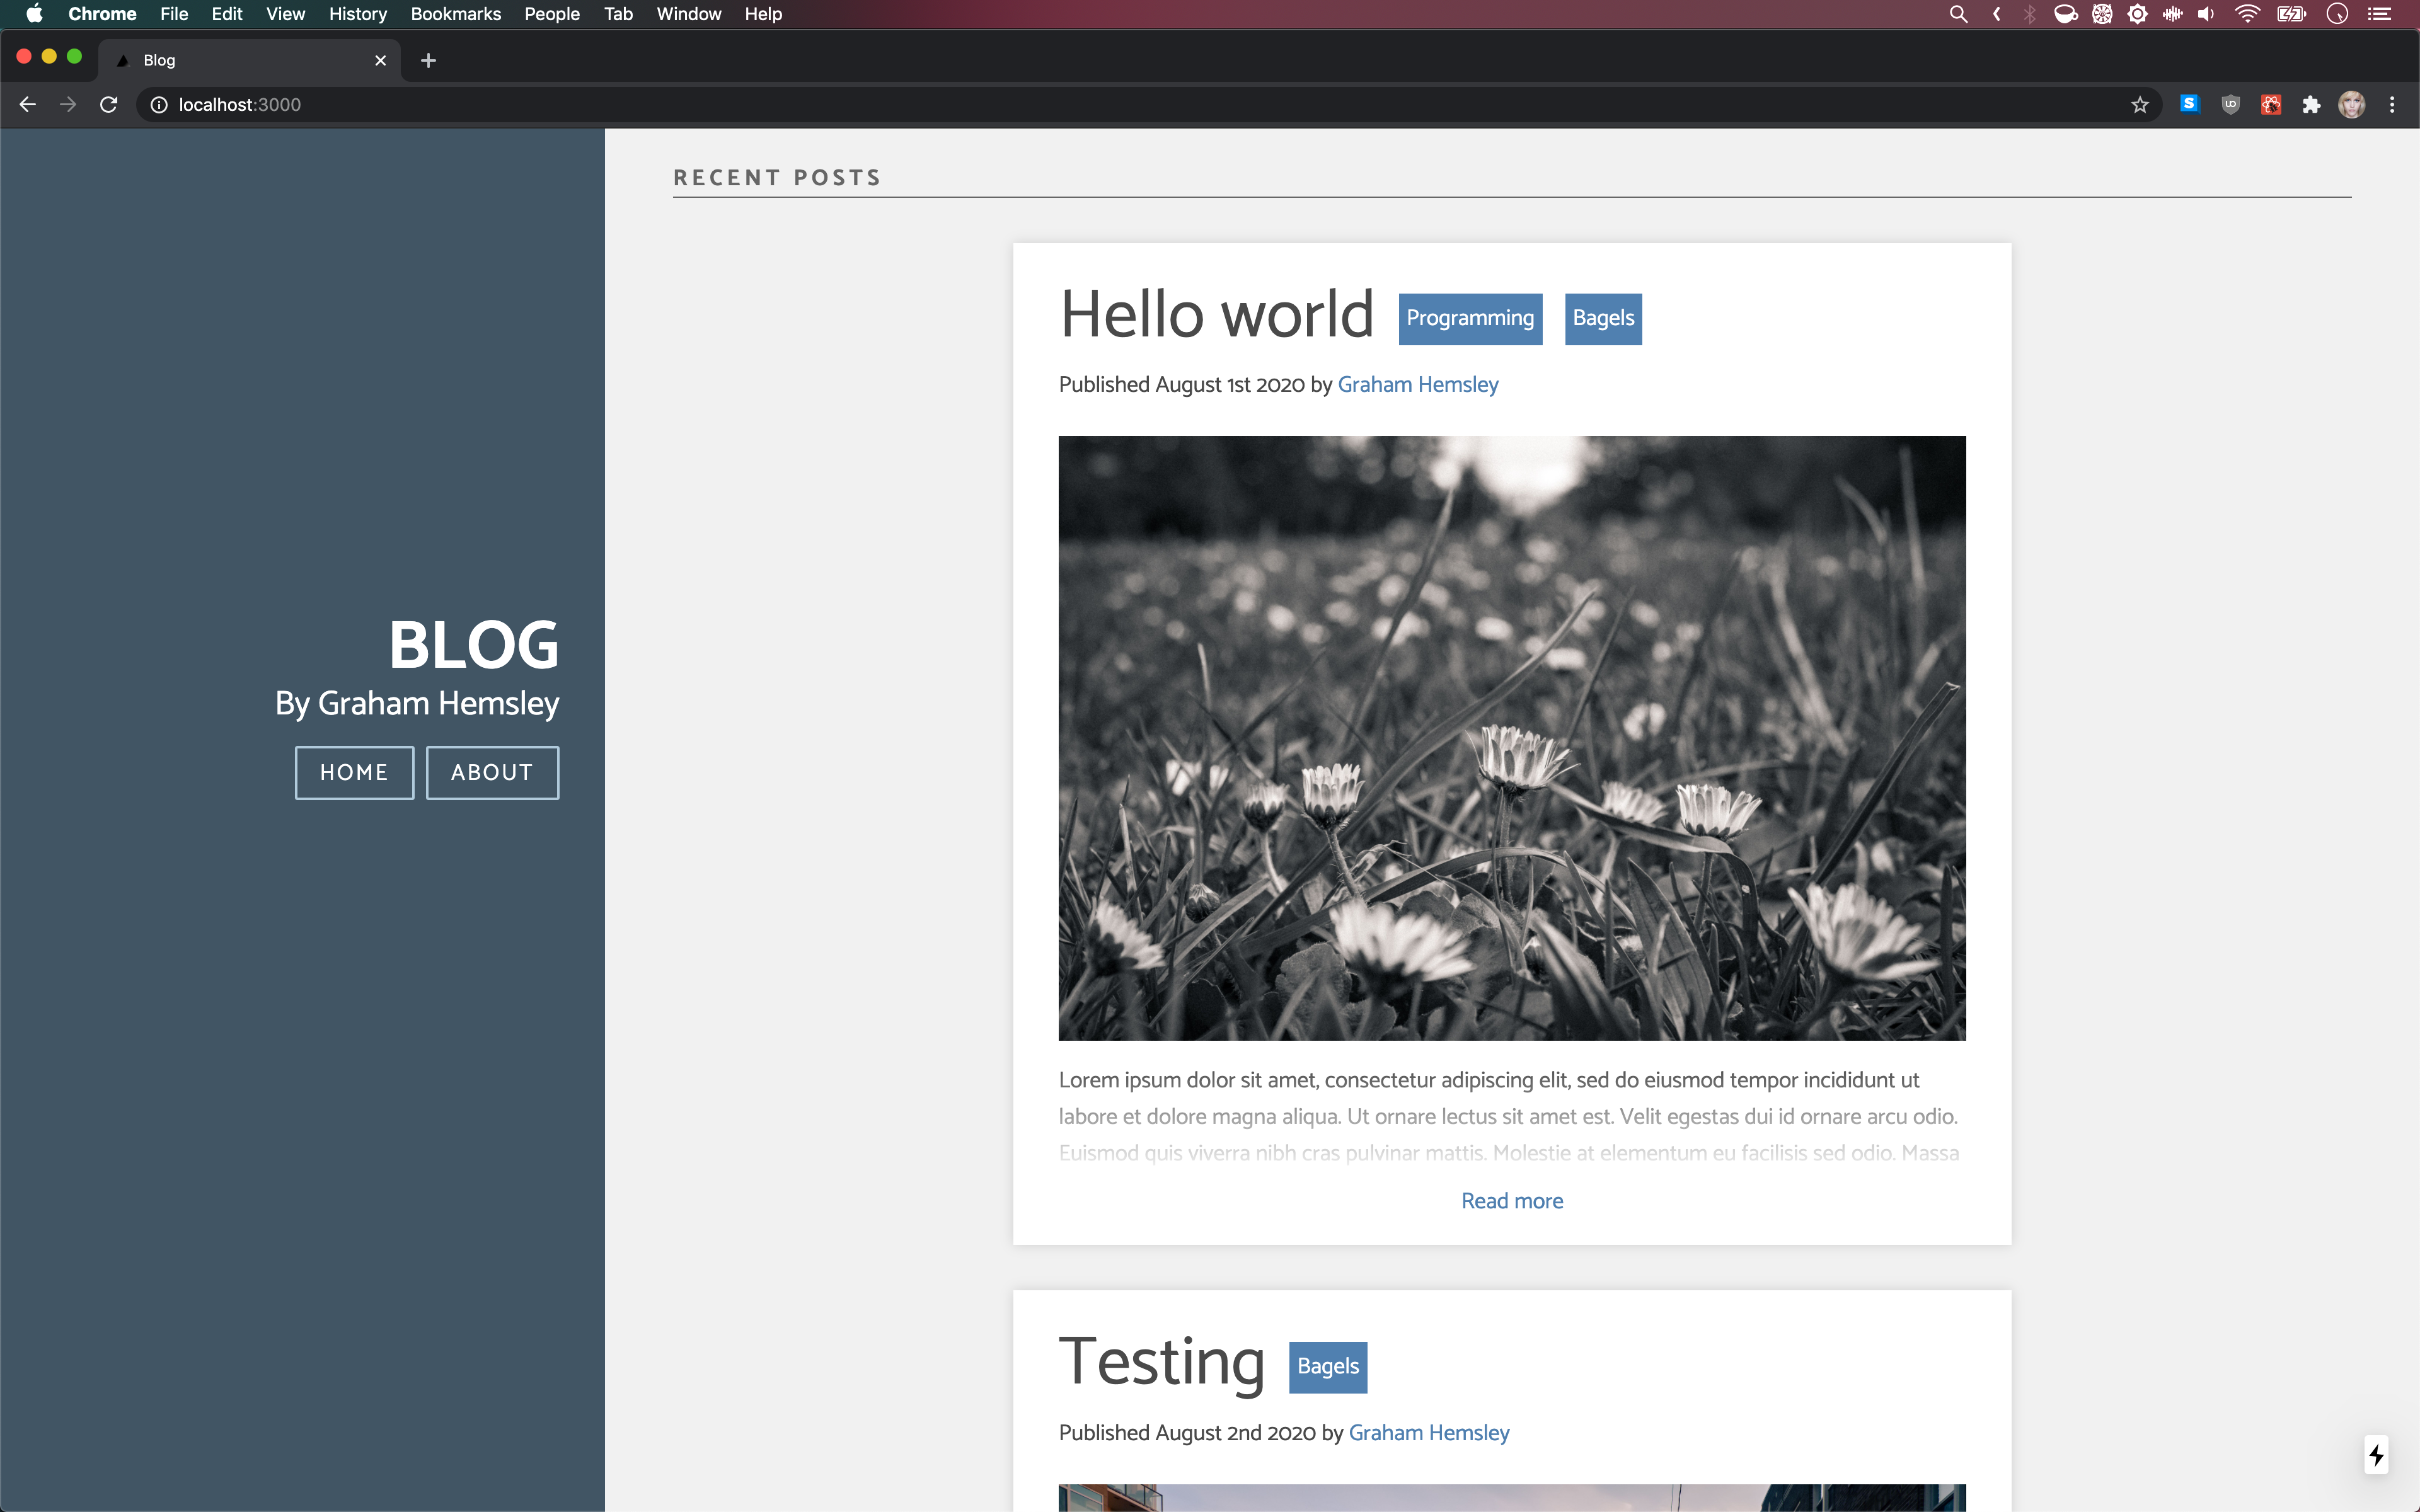 Chrome File Edit View History Bookmarks People Tab Window Help
Blog
localhost:3000
RECENT POSTS
Hello world Programming Bagels
Published August 1st 2020 by Graham Hemsley
BLOG
By Graham Hemsley
HOME ABOUT
Lorem ipsum dolor sit amet, consectetur adipiscing elit, sed do eiusmod tempor incididunt ut
labore et dolore magna aliqua. Ut ornare lectus sit amet est. Velit egestas dui id ornare arcu odio.
Euismod quis viverra nibh cras pulvinar mattis. Molestie at elementum eu facilisis sed odio. Massa
Read more
Testing Bagels
Published August 2nd 2020 by Graham Hemsley